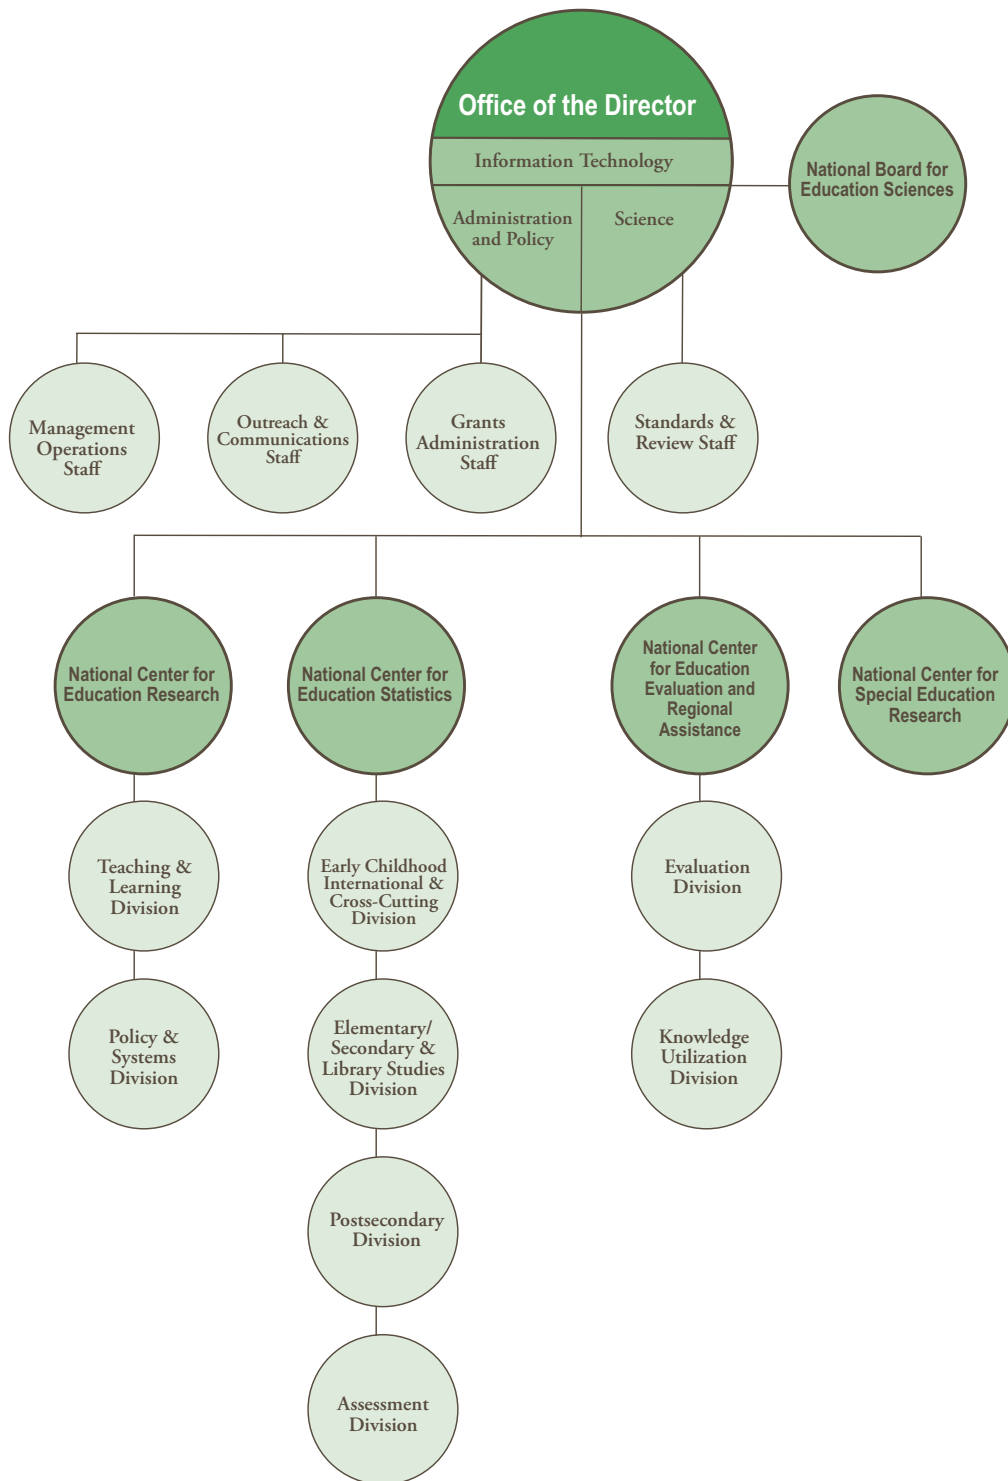 Office of the Director
Information Technology
Administration
and Policy
Science
National Board for
Education Sciences
Management
Operations
Staff
Outreach &
Communications
Staff
Grants
Administration
Staff
Standards &
Review Staff
National Center for
Education Research
National Center for
Education Statistics
National Center
for Education
Evaluation and
Regional
Assistance
National Center for
Special Education
Research
Teaching &
Learning
Division
Early Childhood
International &
Cross-Cutting
Division
Evaluation
Division
Policy &
Systems
Division
Elementary/
Secondary &
Library Studies
Division
Knowledge
Utilization
Division
Postsecondary
Division
Assessment
Division